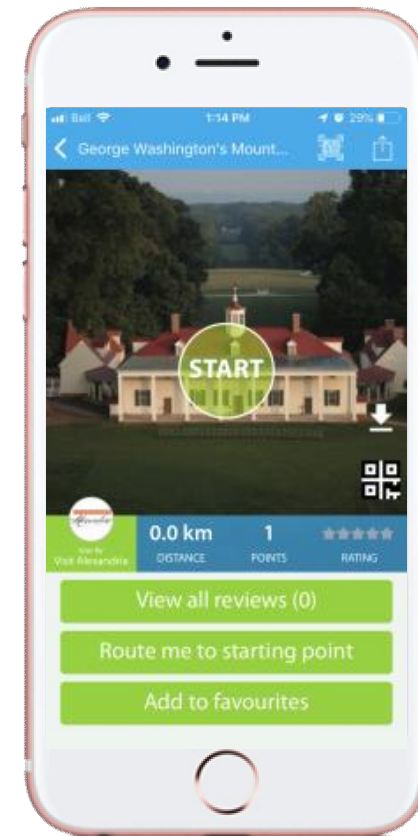 Bell 1:14 PM 29%
George Washington's Mount...
START
Visit Alexandria
0.0 km 1
DISTANCE POINTS RATING
View all reviews (0)
Route me to starting point
Add to favourites